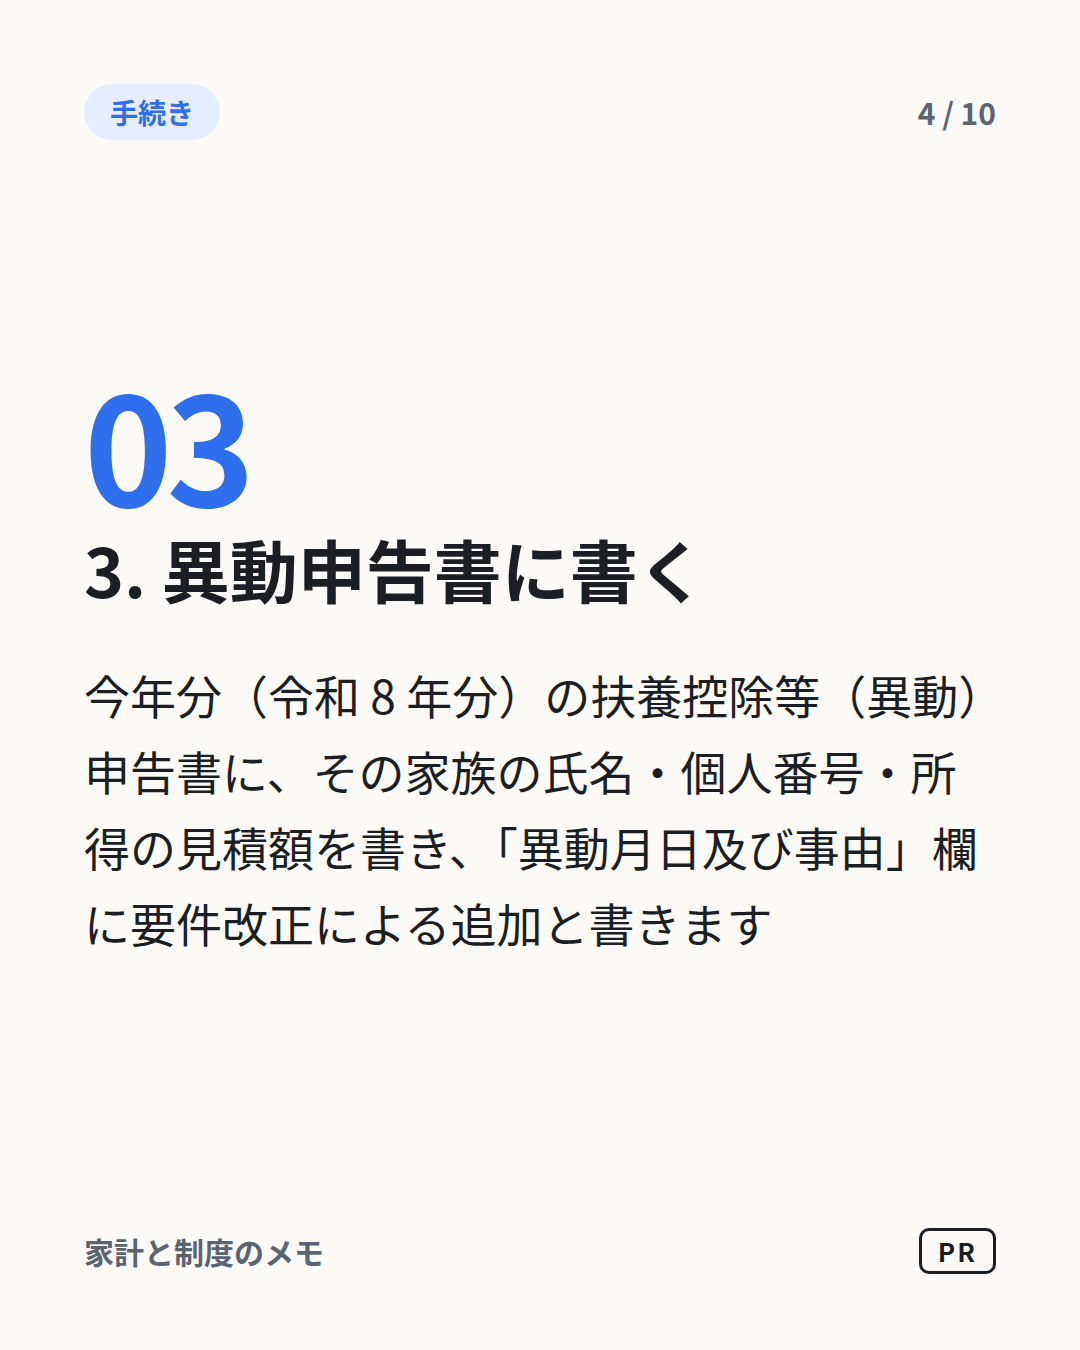 手続き
4 / 10
03
3. 異動申告書に書く
今年分（令和 8 年分）の扶養控除等（異動）
申告書に、その家族の氏名・個人番号・所
得の見積額を書き、「異動月日及び事由」欄
に要件改正による追加と書きます
家計と制度のメモ
PR